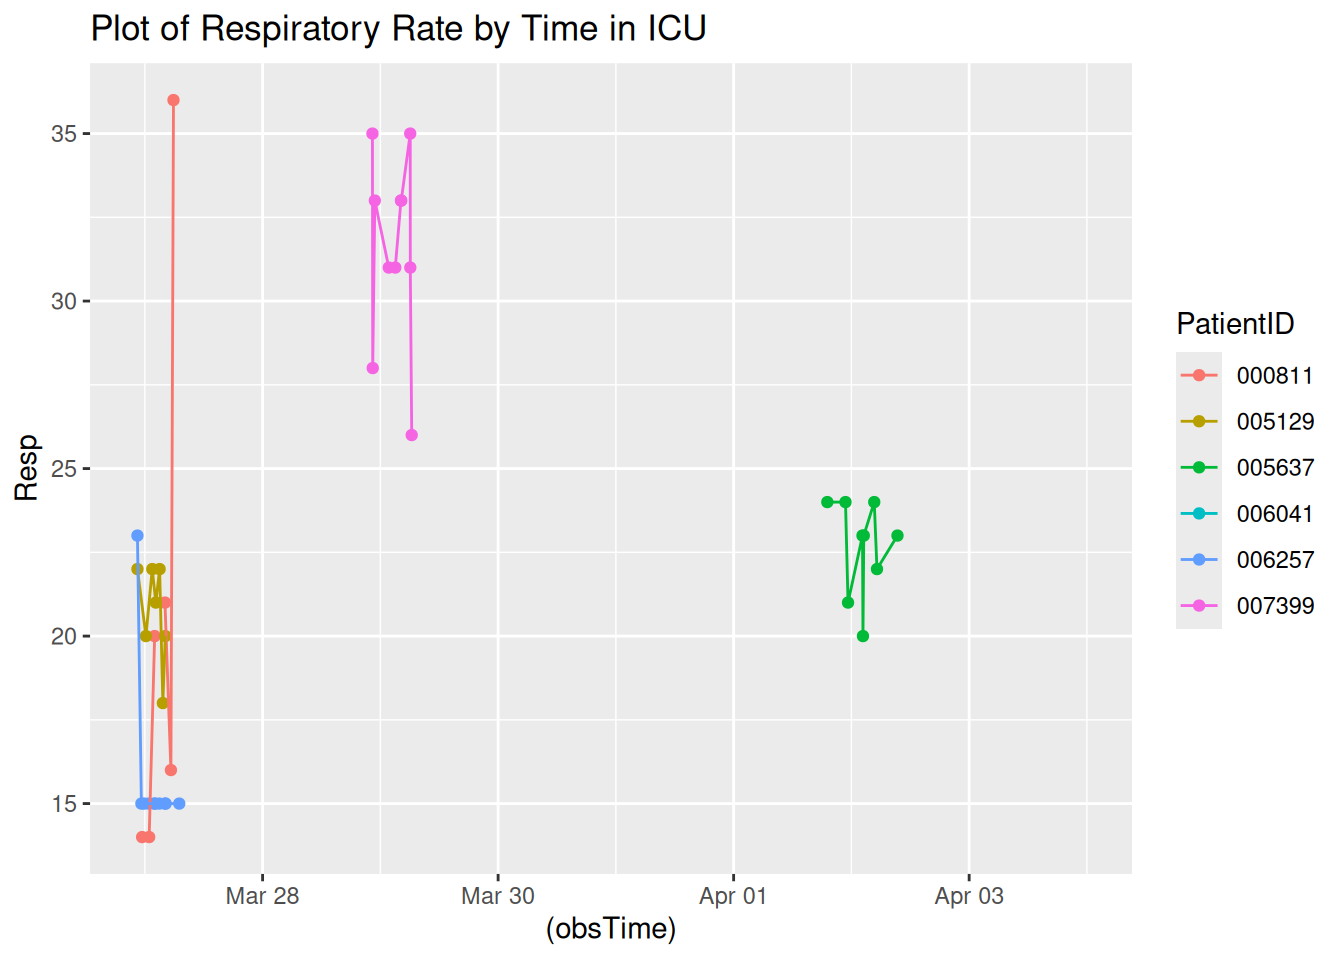 Plot of Respiratory Rate by Time in ICU
35
30
25
20
15
Resp
Mar 28
Mar 30
Apr 01
Apr 03
(obsTime)
PatientID
000811
005129
005637
006041
006257
007399